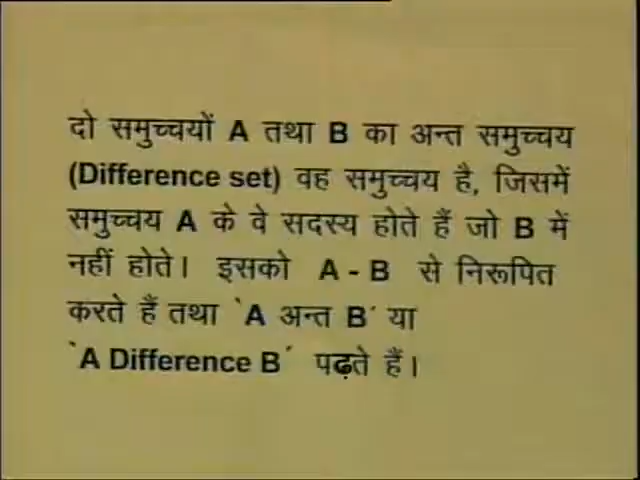 दो समुच्चयों A तथा B का अन्त समुच्चय
(Difference set) वह समुच्चय है, जिसमें
समुच्चय A के वे सदस्य होते हैं जो B में
नहीं होते। इसको A - B से निरूपित
करते हैं तथा `A अन्त B´ या
`A Difference B´ पढ़ते हैं।